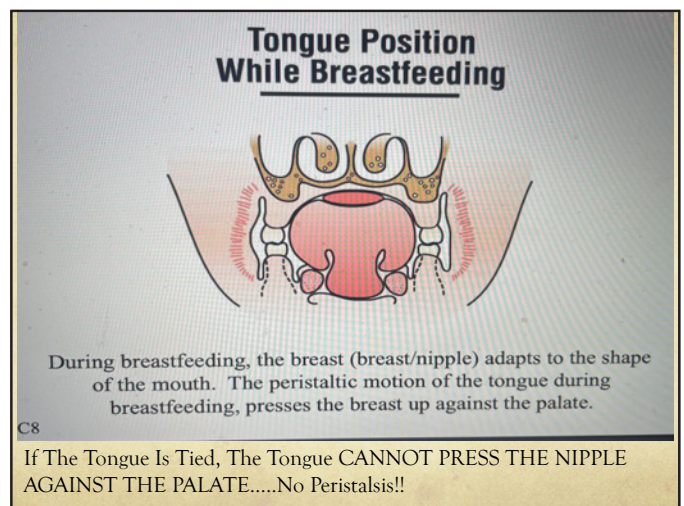 Tongue Position
While Breastfeeding
During breastfeeding, the breast (breast/nipple) adapts to the shape
of the mouth. The peristaltic motion of the tongue during
breastfeeding, presses the breast up against the palate.
C8
If The Tongue Is Tied, The Tongue CANNOT PRESS THE NIPPLE
AGAINST THE PALATE.....No Peristalsis!!